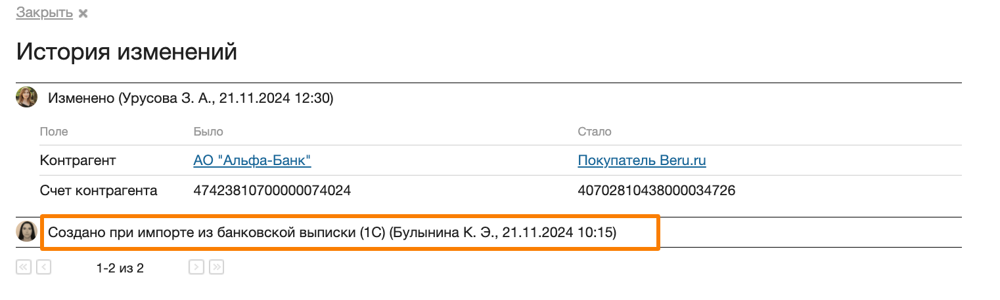 Закрыть
История изменений
Изменено (Урусова З. А., 21.11.2024 12:30)
Поле Было Стало
Контрагент АО "Альфа-Банк" Покупатель Beru.ru
Счет контрагента 47423810700000074024 40702810438000034726
Создано при импорте из банковской выписки (1С) (Булынина К. Э., 21.11.2024 10:15)
1-2 из 2